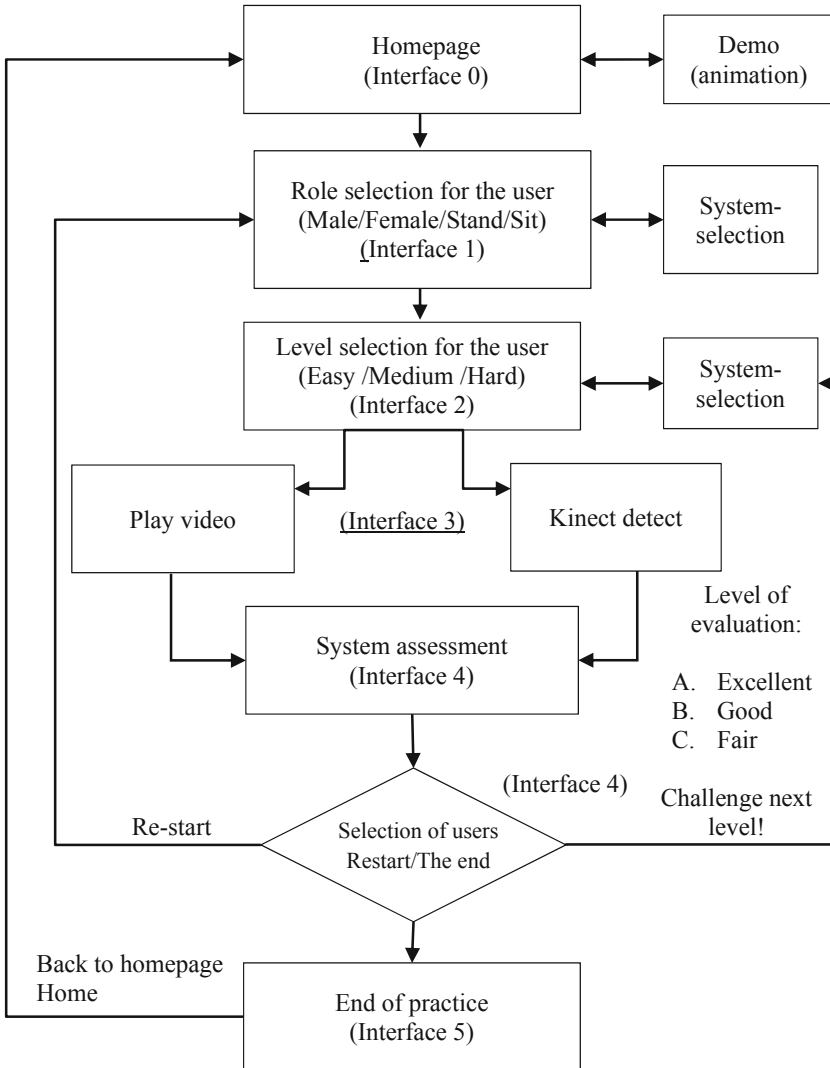 Homepage
(Interface 0)
Demo
(animation)
Role selection for the user
(Male/Female/Stand/Sit)
(Interface 1)
System-
selection
Level selection for the user
(Easy /Medium /Hard)
(Interface 2)
System-
selection
Play video
(Interface 3)
Kinect detect
System assessment
(Interface 4)
Level of
evaluation:
A. Excellent
B. Good
C. Fair
(Interface 4)
Re-start
Selection of users
Restart/The end
Challenge next
level!
Back to homepage
Home
End of practice
(Interface 5)